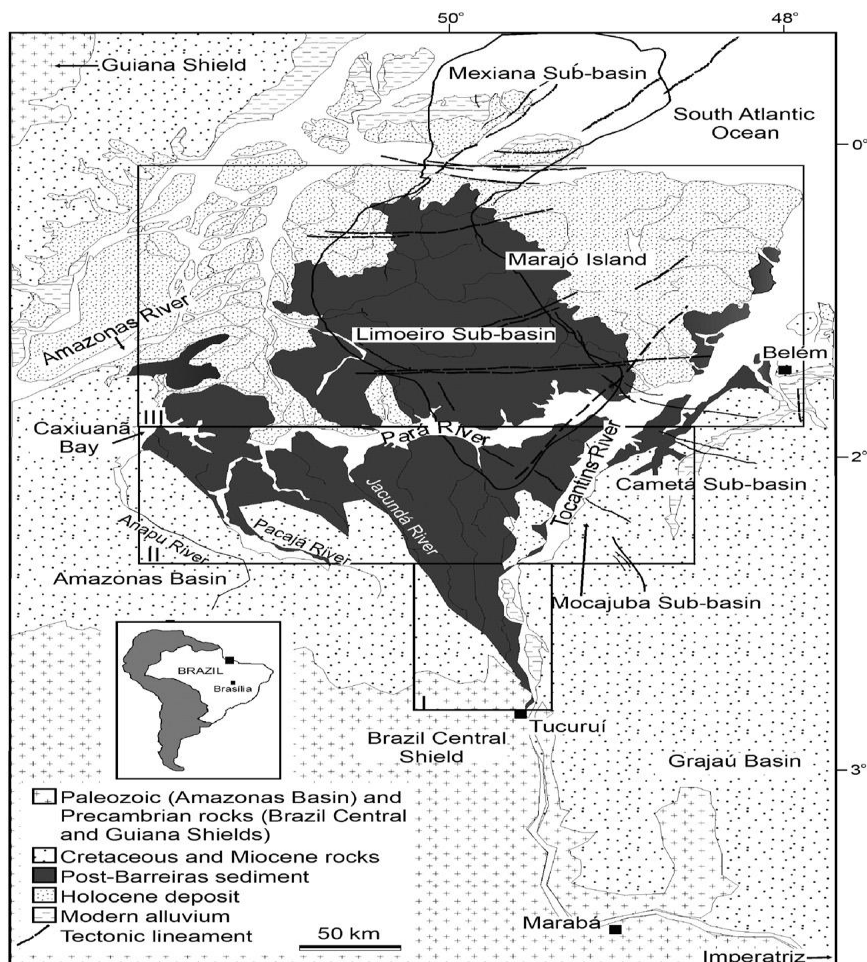 50°
48°
Guiana Shield
Mexiana Sub-basin
South Atlantic
Ocean
0°
Marajó Island
Amazonas River
Limoeiro Sub-basin
Belém
III
Caxiuanã
Bay
Pará River
2°
Tocantins River
Cametá Sub-basin
Jacundá River
Anapu River
Pacajá River
II
Amazonas Basin
Mocajuba Sub-basin
BRAZIL
Brasília
I
Tucuruí
Brazil Central
Shield
Grajaú Basin
3°
Paleozoic (Amazonas Basin) and
Precambrian rocks (Brazil Central
and Guiana Shields)
Cretaceous and Miocene rocks
Post-Barreiras sediment
Holocene deposit
Modern alluvium
Tectonic lineament
50 km
Marabá
Imperatriz